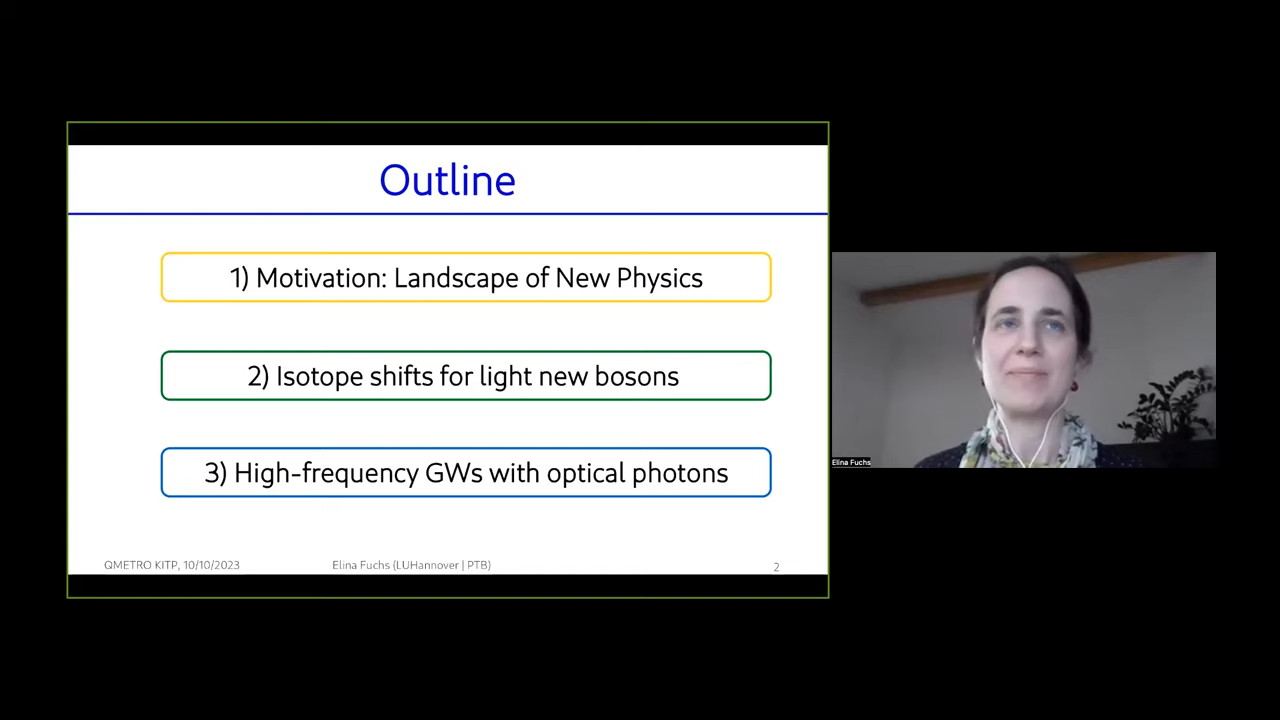 Outline
1) Motivation: Landscape of New Physics
2) Isotope shifts for light new bosons
3) High-frequency GWs with optical photons
QMETRO KITP, 10/10/2023
Elina Fuchs (LUHannover | PTB)
2
Elina Fuchs